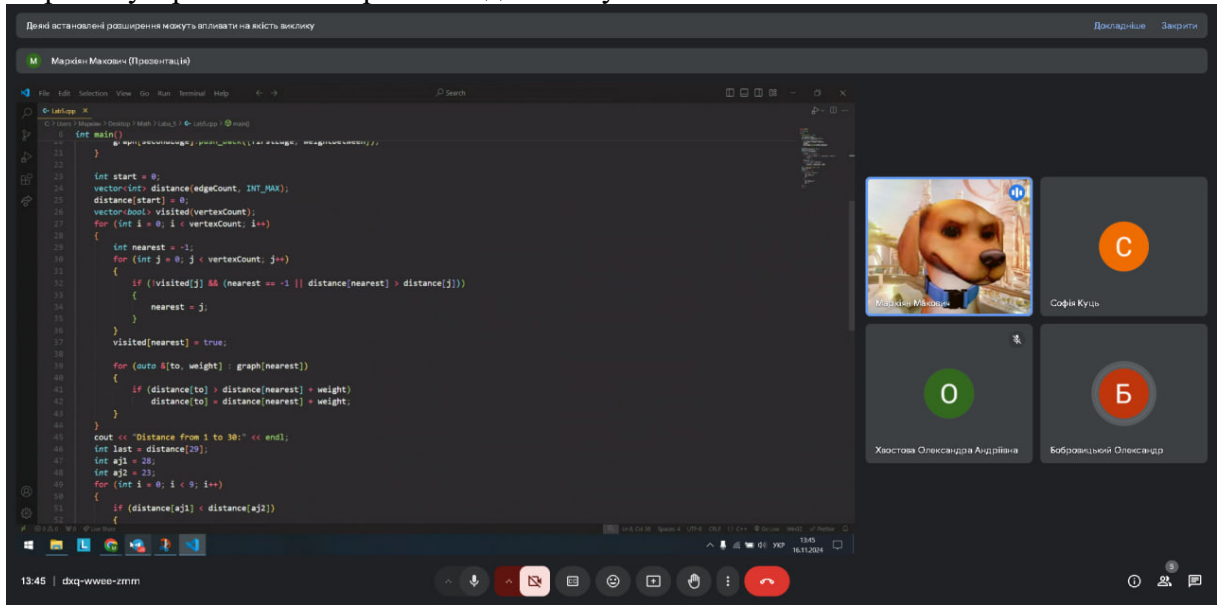 Деякі встановлені розширення можуть впливати на якість виклику
Докладніше Закрити
М Маркіян Макович (Презентація)
File Edit Selection View Go Run Terminal Help
Search
Lab5.cpp
C: > Users > Маркіян > Desktop > Math > Labs_5 > Lab5.cpp > main()
6 int main()
21 }
22
23 int start = 0;
24 vector<int> distance(edgeCount, INT_MAX);
25 distance[start] = 0;
26 vector<bool> visited(vertexCount);
27 for (int i = 0; i < vertexCount; i++)
28 {
29 int nearest = -1;
30 for (int j = 0; j < vertexCount; j++)
31 {
32 if (!visited[j] && (nearest == -1 || distance[nearest] > distance[j]))
33 {
34 nearest = j;
35 }
36 }
37 visited[nearest] = true;
38
39 for (auto &[to, weight] : graph[nearest])
40 {
41 if (distance[to] > distance[nearest] + weight)
42 distance[to] = distance[nearest] + weight;
43 }
44 }
45 cout << "Distance from 1 to 30:" << endl;
46 int last = distance[29];
47 int aj1 = 28;
48 int aj2 = 23;
49 for (int i = 0; i < 9; i++)
50 {
51 if (distance[aj1] < distance[aj2])
52 {
УКР
13:45
16.11.2024
Маркіян Макович
С
Софія Куць
О
Хвостова Олександра Андріївна
Б
Бобровицький Олександр
13:45 | dxq-wwee-zmm
5